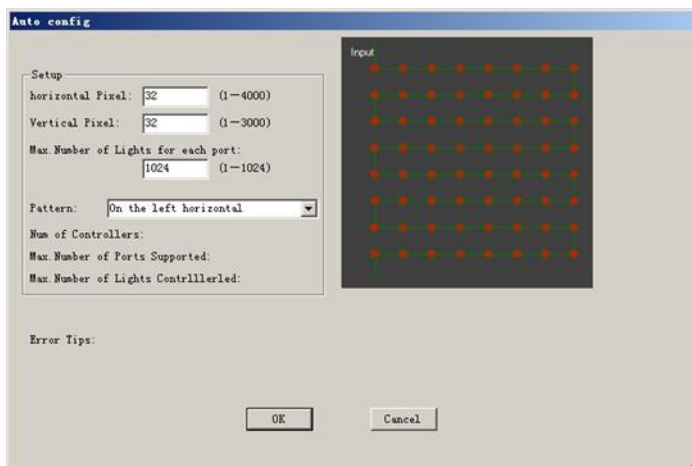 Auto config
Input
Setup
horizontal Pixel: 32 (1—4000)
Vertical Pixel: 32 (1—3000)
Max.Number of Lights for each port:
1024 (1—1024)
Pattern: On the left horizontal
Num of Controllers:
Max.Number of Ports Supported:
Max.Number of Lights Contrlllerled:
Error Tips:
OK Cancel